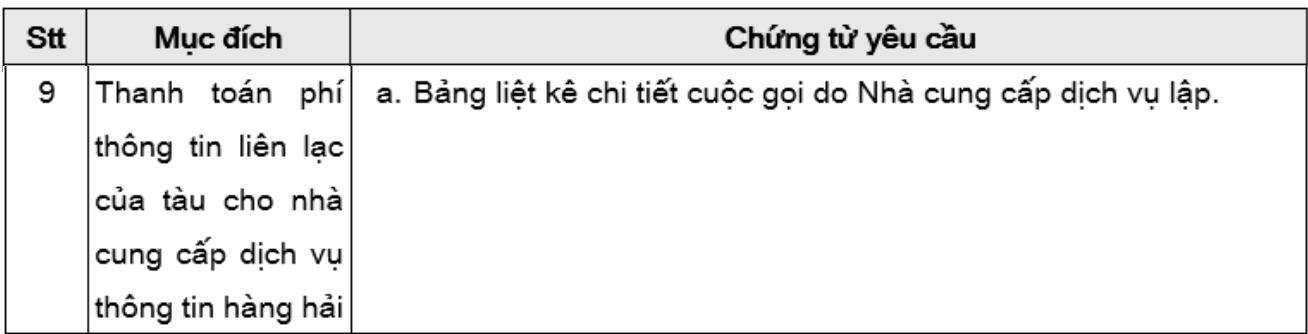 Stt Mục đích Chứng từ yêu cầu
9 Thanh toán phí a. Bảng liệt kê chi tiết cuộc gọi do Nhà cung cấp dịch vụ lập.
thông tin liên lạc
của tàu cho nhà
cung cấp dịch vụ
thông tin hàng hải